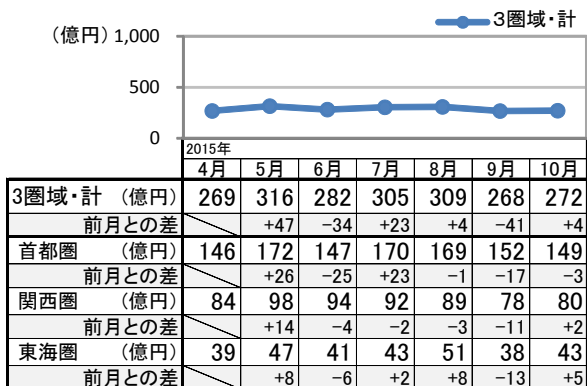 3圏域・計
(億円) 1,000
500
0
2015年
4月 5月 6月 7月 8月 9月 10月
3圏域・計 (億円) 269 316 282 305 309 268 272
前月との差 +47 −34 +23 +4 −41 +4
首都圏 (億円) 146 172 147 170 169 152 149
前月との差 +26 −25 +23 −1 −17 −3
関西圏 (億円) 84 98 94 92 89 78 80
前月との差 +14 −4 −2 −3 −11 +2
東海圏 (億円) 39 47 41 43 51 38 43
前月との差 +8 −6 +2 +8 −13 +5